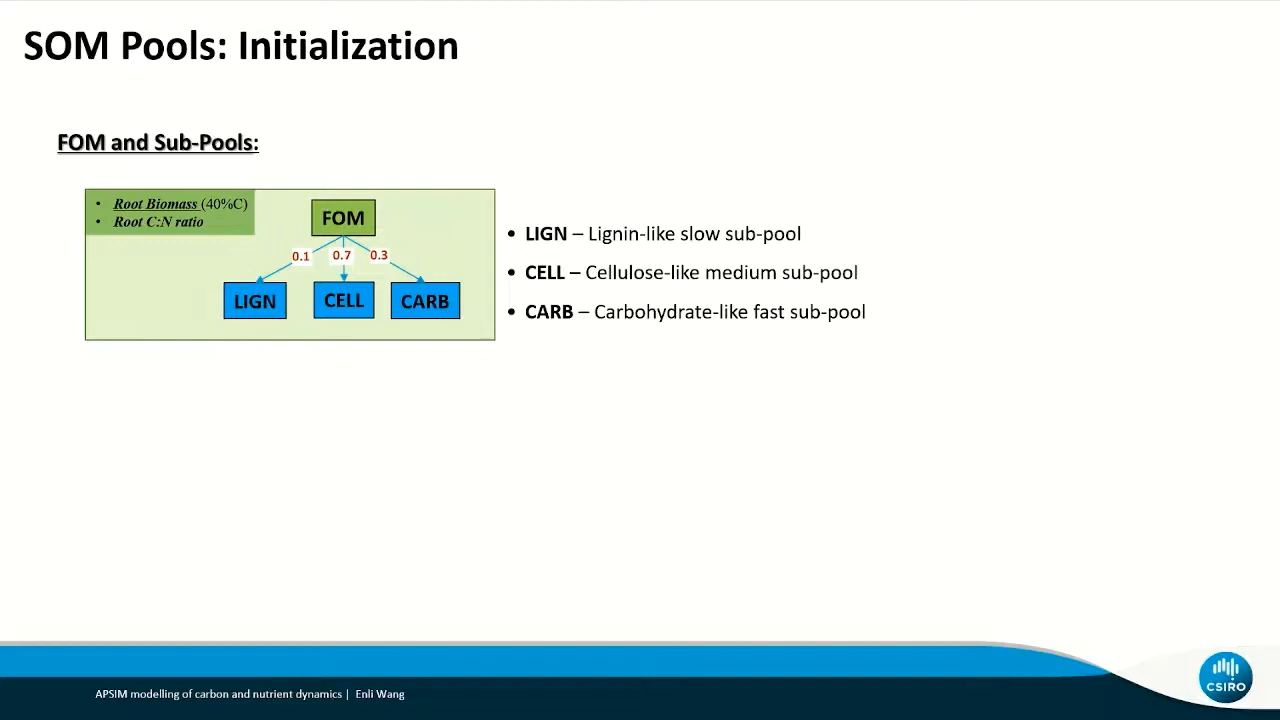 SOM Pools: Initialization
FOM and Sub-Pools:
• Root Biomass (40%C)
• Root C:N ratio
FOM
0.1 0.7 0.3
LIGN CELL CARB
• LIGN – Lignin-like slow sub-pool
• CELL – Cellulose-like medium sub-pool
• CARB – Carbohydrate-like fast sub-pool
APSIM modelling of carbon and nutrient dynamics | Enli Wang
CSIRO